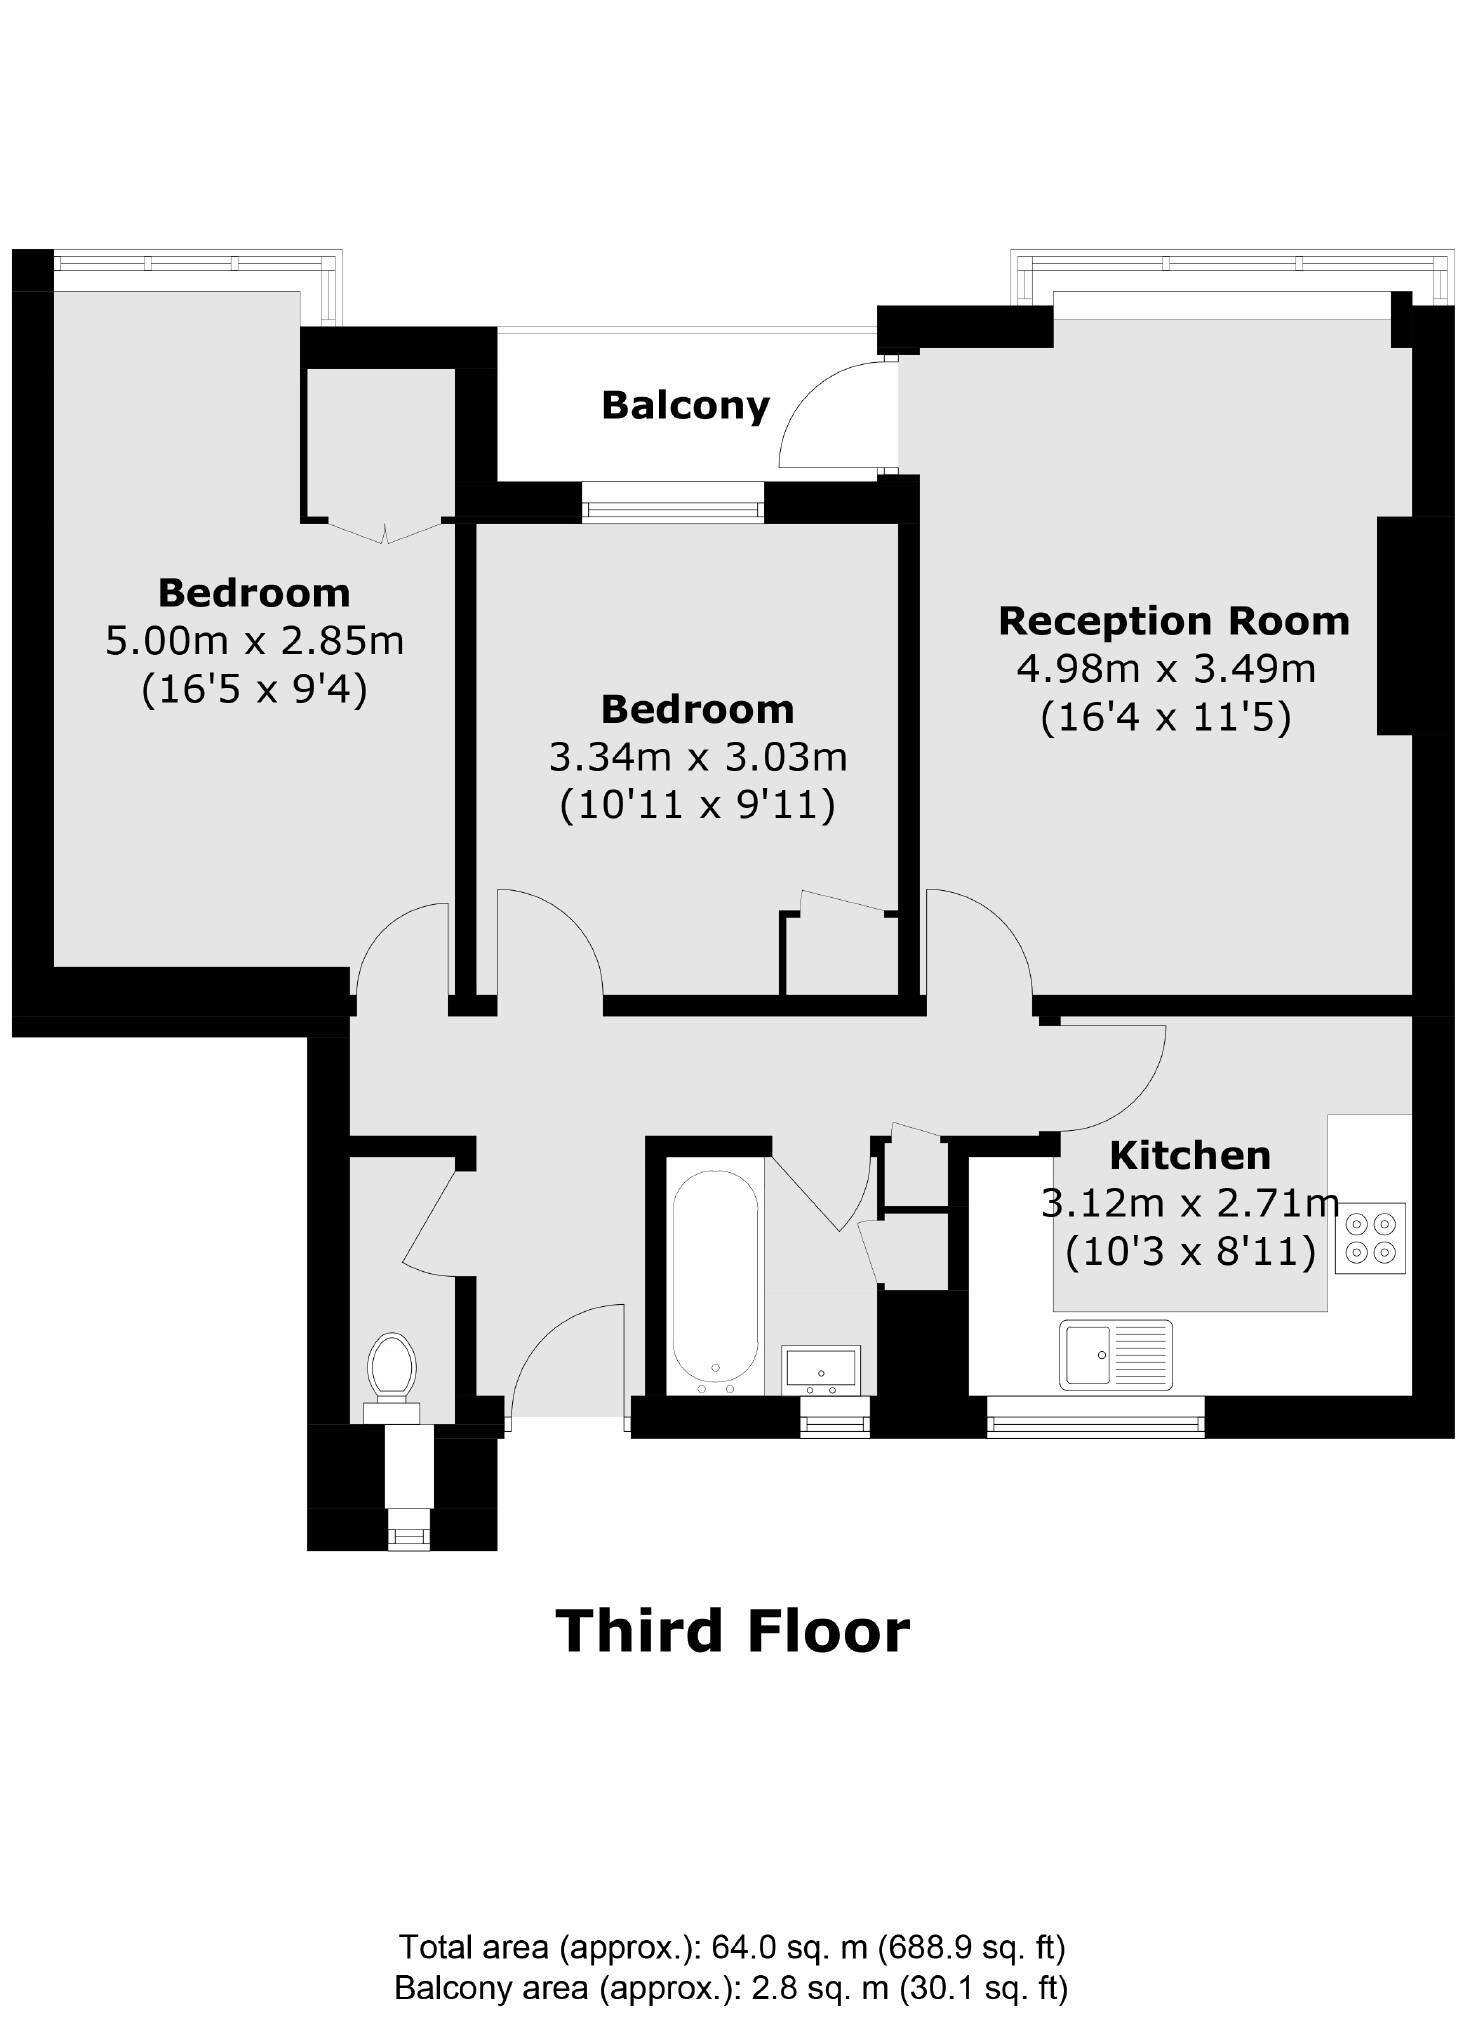 Balcony
Bedroom
5.00m x 2.85m
(16'5 x 9'4)
Reception Room
4.98m x 3.49m
(16'4 x 11'5)
Bedroom
3.34m x 3.03m
(10'11 x 9'11)
Kitchen
3.12m x 2.71m
(10'3 x 8'11)
Third Floor
Total area (approx.): 64.0 sq. m (688.9 sq. ft)
Balcony area (approx.): 2.8 sq. m (30.1 sq. ft)